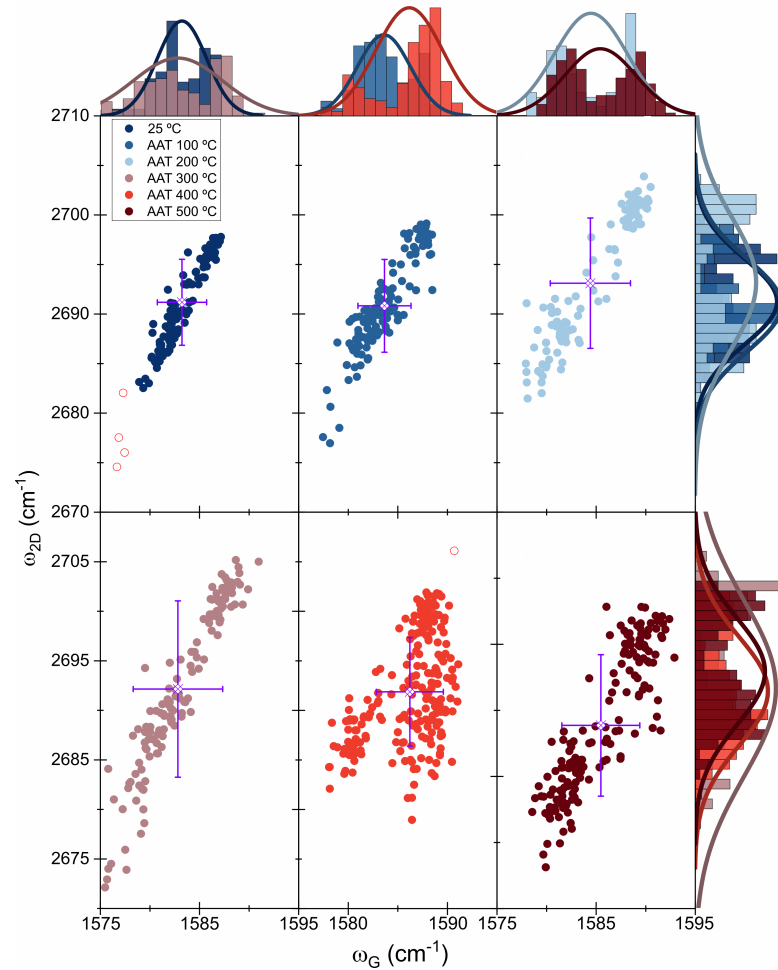 2710
25 ºC
AAT 100 ºC
AAT 200 ºC
AAT 300 ºC
AAT 400 ºC
AAT 500 ºC
2700
2690
2680
2670
ω2D (cm-1)
2705
2695
2685
2675
1575 1585 1595 1580 1590 1575 1585 1595
ωG (cm-1)